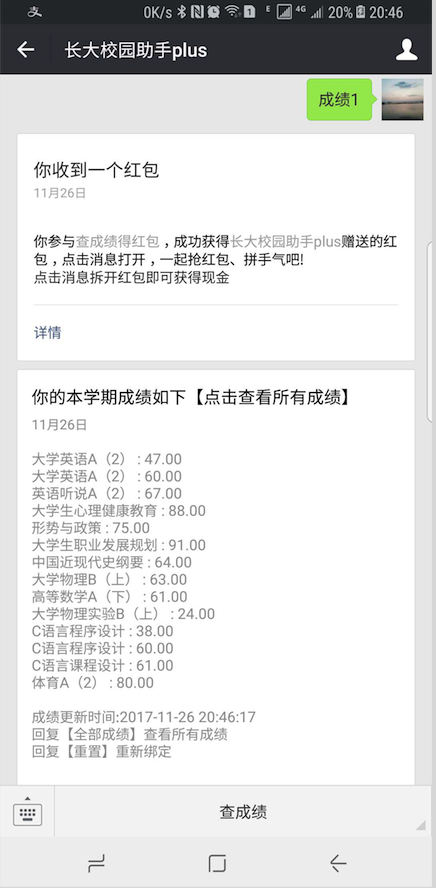 支 0K/s 1 E 4G 20% 20:46
长大校园助手plus
成绩1
你收到一个红包
11月26日
你参与查成绩得红包，成功获得长大校园助手plus赠送的红
包，点击消息打开，一起抢红包、拼手气吧!
点击消息拆开红包即可获得现金
详情
你的本学期成绩如下【点击查看所有成绩】
11月26日
大学英语A（2） : 47.00
大学英语A（2） : 60.00
英语听说A（2） : 67.00
大学生心理健康教育 : 88.00
形势与政策 : 75.00
大学生职业发展规划 : 91.00
中国近现代史纲要 : 64.00
大学物理B（上） : 63.00
高等数学A（下） : 61.00
大学物理实验B（上） : 24.00
C语言程序设计 : 38.00
C语言程序设计 : 60.00
C语言课程设计 : 61.00
体育A（2） : 80.00
成绩更新时间:2017-11-26 20:46:17
回复【全部成绩】查看所有成绩
回复【重置】重新绑定
查成绩